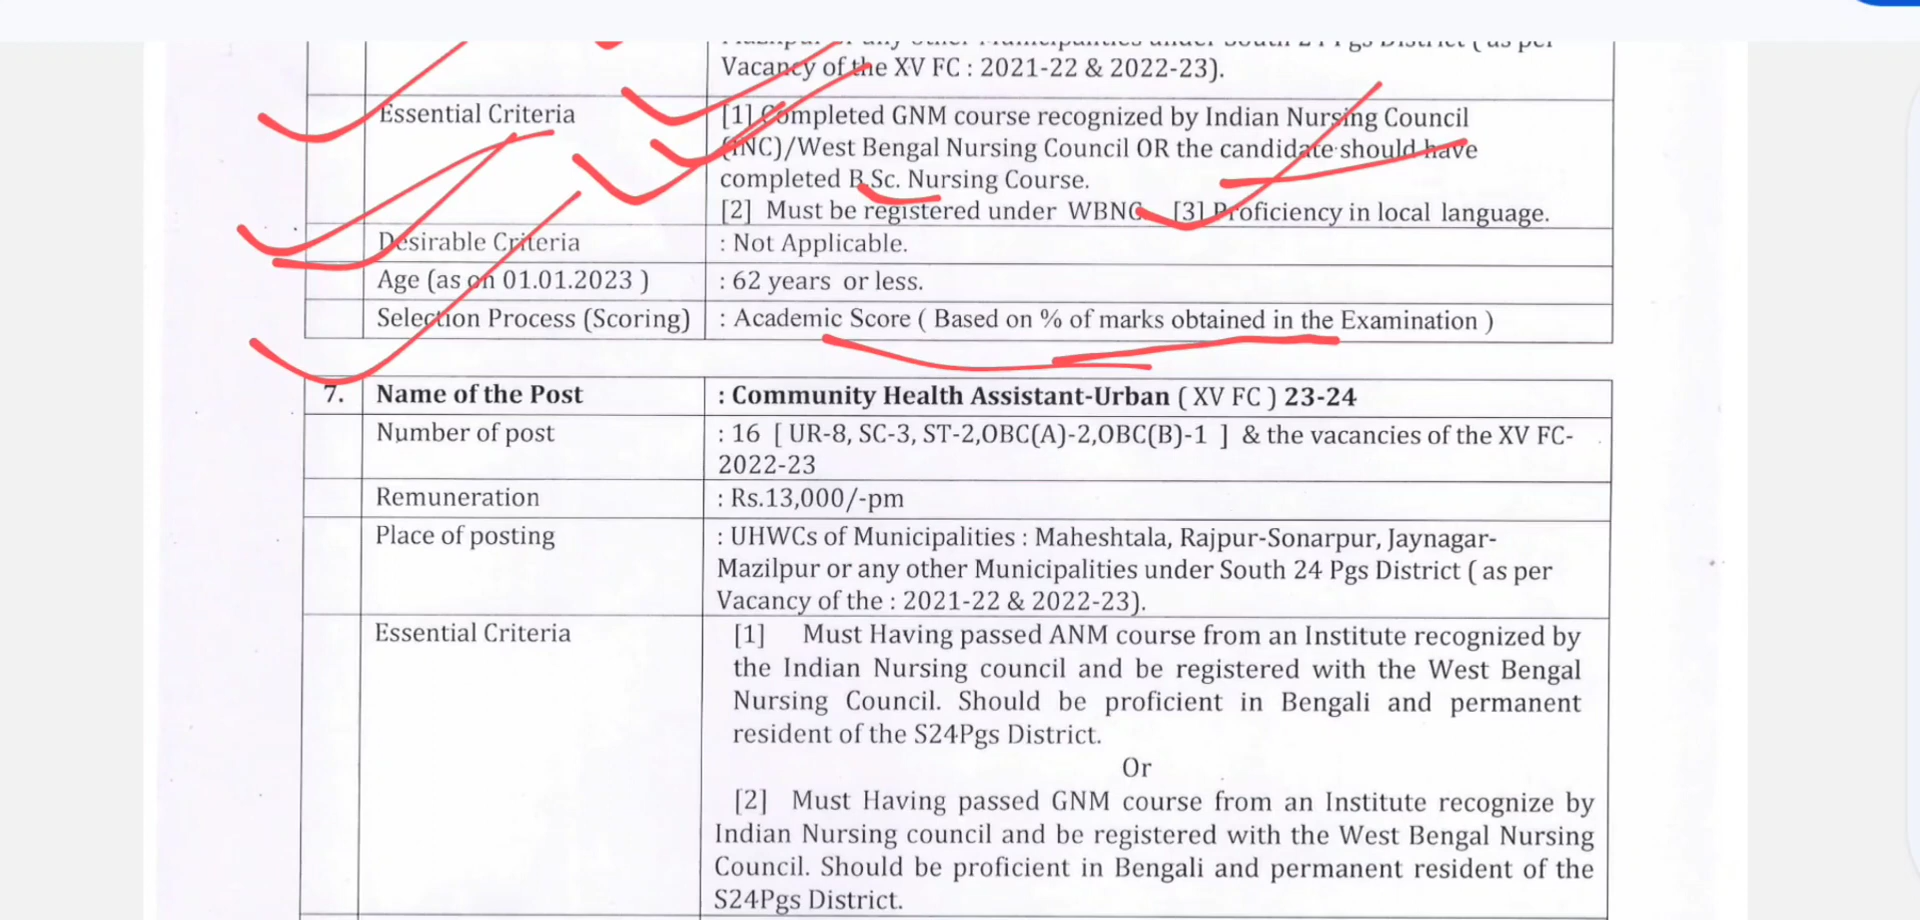 Vacancy of the XV FC : 2021-22 & 2022-23).
Essential Criteria
[1] Completed GNM course recognized by Indian Nursing Council
(INC)/West Bengal Nursing Council OR the candidate should have
completed B.Sc. Nursing Course.
[2] Must be registered under WBNC [3] Proficiency in local language.
Desirable Criteria : Not Applicable.
Age (as on 01.01.2023 ) : 62 years or less.
Selection Process (Scoring) : Academic Score ( Based on % of marks obtained in the Examination )
7. Name of the Post : Community Health Assistant-Urban ( XV FC ) 23-24
Number of post : 16 [ UR-8, SC-3, ST-2,OBC(A)-2,OBC(B)-1 ] & the vacancies of the XV FC-
2022-23
Remuneration : Rs.13,000/-pm
Place of posting : UHWCs of Municipalities : Maheshtala, Rajpur-Sonarpur, Jaynagar-
Mazilpur or any other Municipalities under South 24 Pgs District ( as per
Vacancy of the : 2021-22 & 2022-23).
Essential Criteria [1] Must Having passed ANM course from an Institute recognized by
the Indian Nursing council and be registered with the West Bengal
Nursing Council. Should be proficient in Bengali and permanent
resident of the S24Pgs District.
Or
[2] Must Having passed GNM course from an Institute recognize by
Indian Nursing council and be registered with the West Bengal Nursing
Council. Should be proficient in Bengali and permanent resident of the
S24Pgs District.